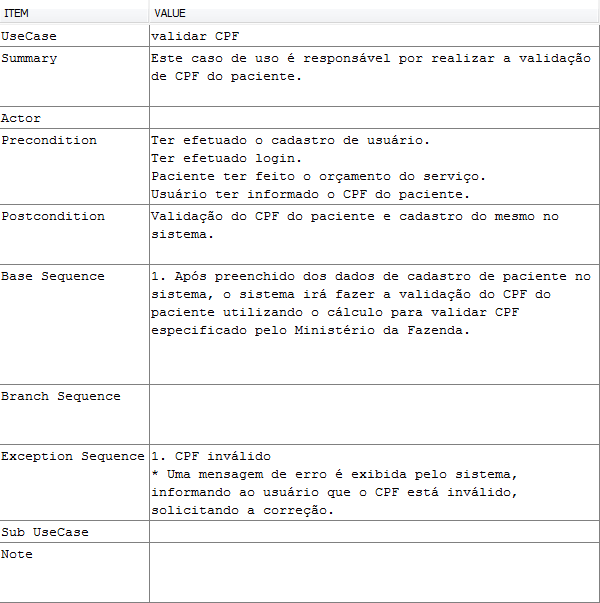 ITEM VALUE
UseCase validar CPF
Summary Este caso de uso é responsável por realizar a validação
de CPF do paciente.
Actor
Precondition Ter efetuado o cadastro de usuário.
Ter efetuado login.
Paciente ter feito o orçamento do serviço.
Usuário ter informado o CPF do paciente.
Postcondition Validação do CPF do paciente e cadastro do mesmo no
sistema.
Base Sequence 1. Após preenchido dos dados de cadastro de paciente no
sistema, o sistema irá fazer a validação do CPF do
paciente utilizando o cálculo para validar CPF
especificado pelo Ministério da Fazenda.
Branch Sequence
Exception Sequence 1. CPF inválido
* Uma mensagem de erro é exibida pelo sistema,
informando ao usuário que o CPF está inválido,
solicitando a correção.
Sub UseCase
Note